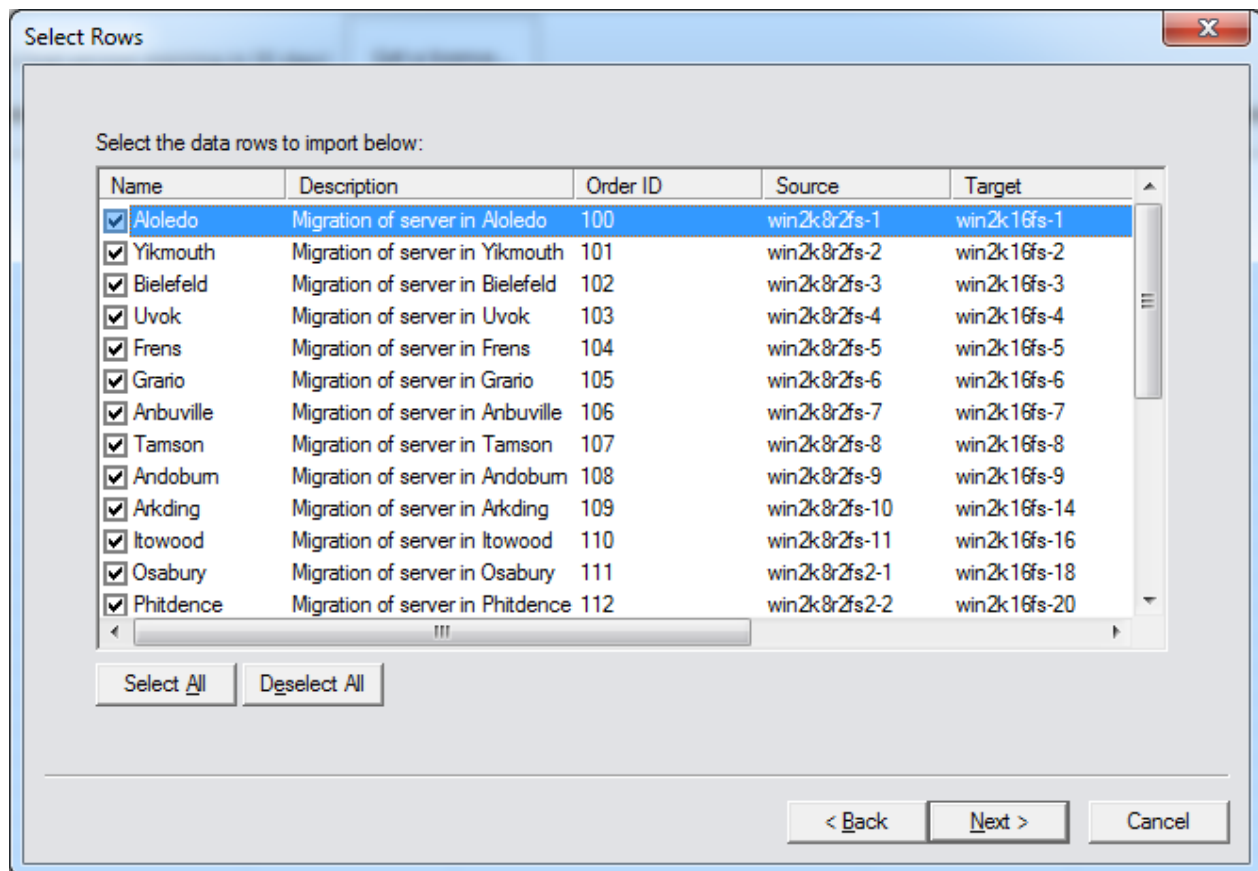 Select Rows
Select the data rows to import below:
Name Description Order ID Source Target
Aloledo Migration of server in Aloledo 100 win2k8r2fs-1 win2k16fs-1
Yikmouth Migration of server in Yikmouth 101 win2k8r2fs-2 win2k16fs-2
Bielefeld Migration of server in Bielefeld 102 win2k8r2fs-3 win2k16fs-3
Uvok Migration of server in Uvok 103 win2k8r2fs-4 win2k16fs-4
Frens Migration of server in Frens 104 win2k8r2fs-5 win2k16fs-5
Grario Migration of server in Grario 105 win2k8r2fs-6 win2k16fs-6
Anbuville Migration of server in Anbuville 106 win2k8r2fs-7 win2k16fs-7
Tamson Migration of server in Tamson 107 win2k8r2fs-8 win2k16fs-8
Andoburn Migration of server in Andoburn 108 win2k8r2fs-9 win2k16fs-9
Arkding Migration of server in Arkding 109 win2k8r2fs-10 win2k16fs-14
Itowood Migration of server in Itowood 110 win2k8r2fs-11 win2k16fs-16
Osabury Migration of server in Osabury 111 win2k8r2fs2-1 win2k16fs-18
Phitdence Migration of server in Phitdence 112 win2k8r2fs2-2 win2k16fs-20
Select All Deselect All
< Back Next > Cancel